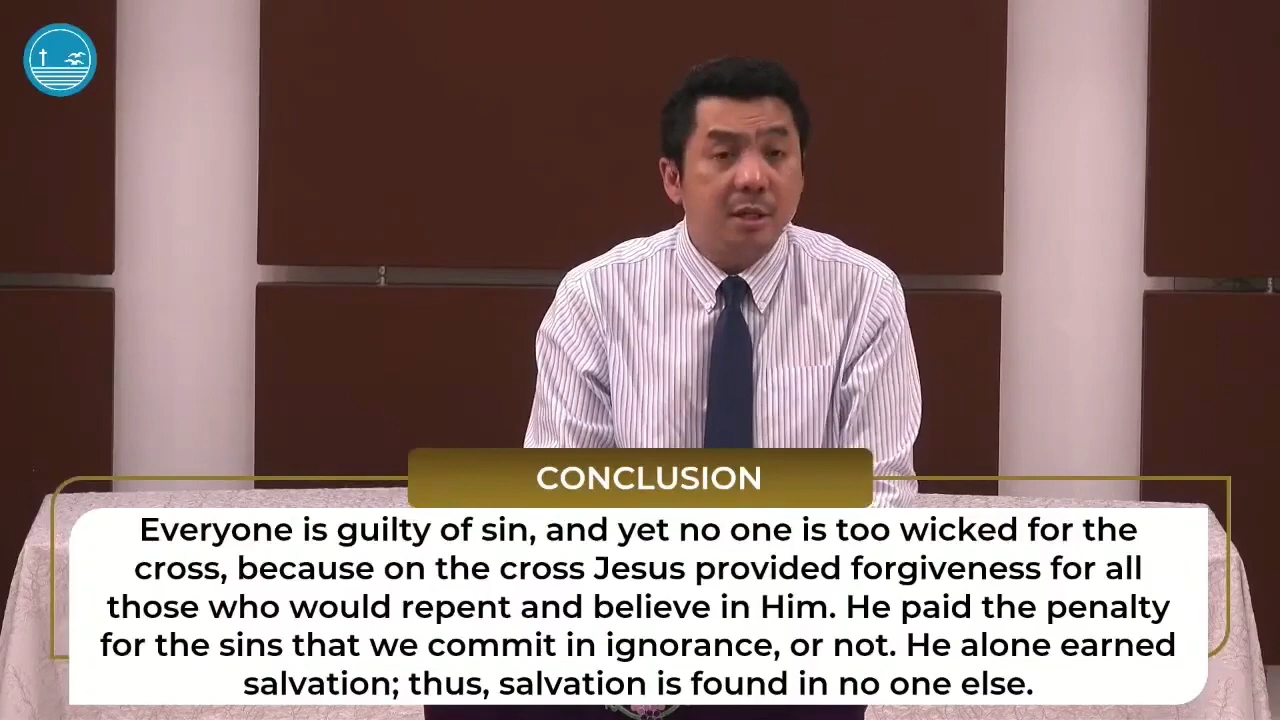 CONCLUSION
Everyone is guilty of sin, and yet no one is too wicked for the
cross, because on the cross Jesus provided forgiveness for all
those who would repent and believe in Him. He paid the penalty
for the sins that we commit in ignorance, or not. He alone earned
salvation; thus, salvation is found in no one else.